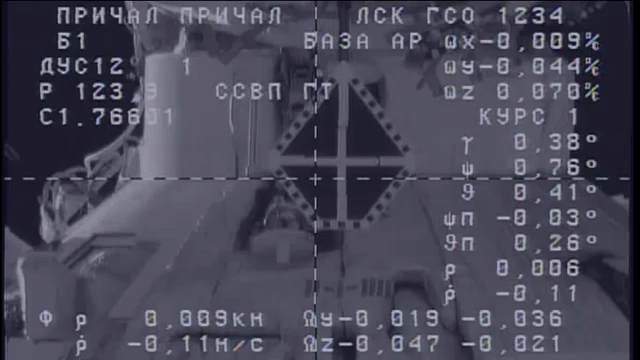 ПРИЧАЛ ПРИЧАЛ ЛСК ГСО 1234
Б1 БАЗА АР ωx-0,009%
ДУС12 1 ωy-0,044%
Р 123,9 ССВП ГТ ωz 0,070%
С1.76601 КУРС 1
γ 0,38°
ψ 0,76°
ϑ 0,41°
ψп -0,03°
ϑп 0,26°
ρ 0,006
ρ̇ -0,11
Ф ρ 0,009км Ωy-0,019 -0,036
ρ̇ -0,11м/с Ωz-0,047 -0,021